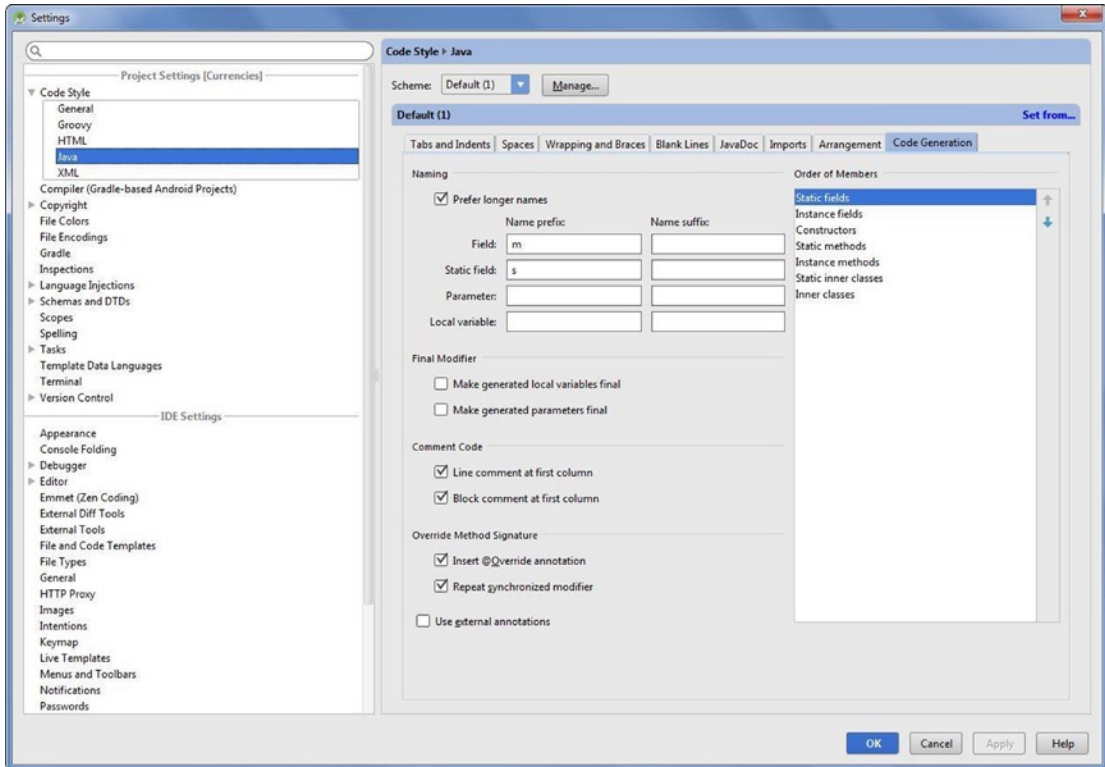 Settings
Project Settings [Currencies]
Code Style
General
Groovy
HTML
Java
XML
Compiler (Gradle-based Android Projects)
Copyright
File Colors
File Encodings
Gradle
Inspections
Language Injections
Schemas and DTDs
Scopes
Spelling
Tasks
Template Data Languages
Terminal
Version Control
IDE Settings
Appearance
Console Folding
Debugger
Editor
Emmet (Zen Coding)
External Diff Tools
External Tools
File and Code Templates
File Types
General
HTTP Proxy
Images
Intentions
Keymap
Live Templates
Menus and Toolbars
Notifications
Passwords
Code Style Java
Scheme: Default (1) Manage...
Default (1) Set from...
Tabs and Indents Spaces Wrapping and Braces Blank Lines JavaDoc Imports Arrangement Code Generation
Naming
Prefer longer names
Name prefix: Name suffix:
Field: m
Static field: s
Parameter:
Local variable:
Final Modifier
Make generated local variables final
Make generated parameters final
Comment Code
Line comment at first column
Block comment at first column
Override Method Signature
Insert @Override annotation
Repeat synchronized modifier
Use external annotations
Order of Members
Static fields
Instance fields
Constructors
Static methods
Instance methods
Static inner classes
Inner classes
OK Cancel Apply Help